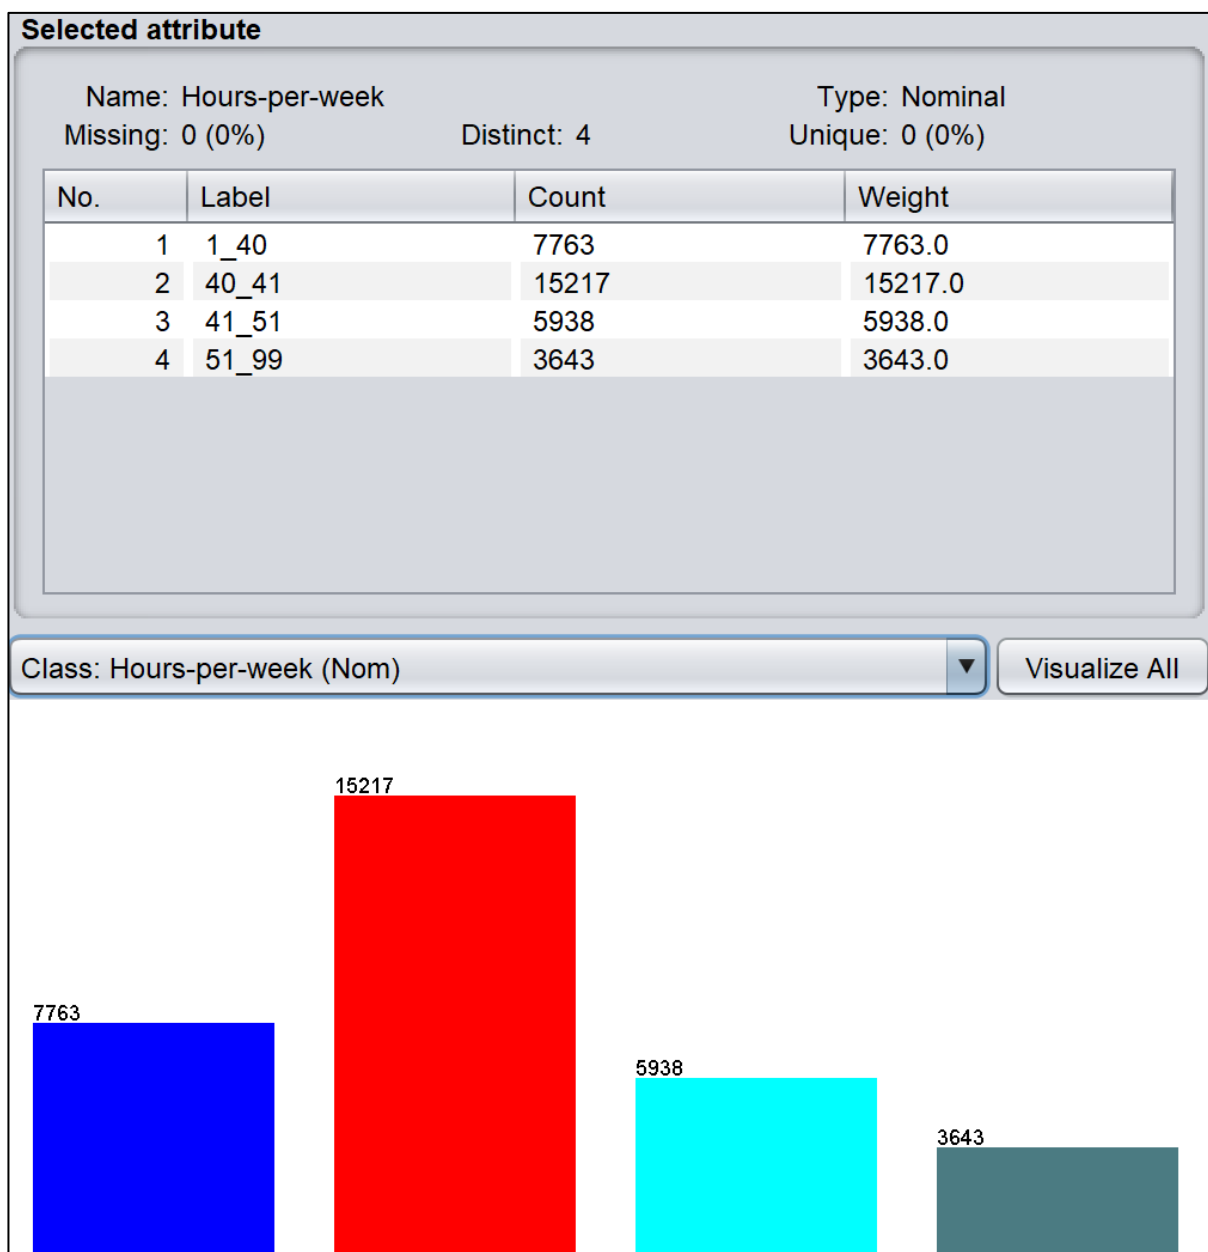 Selected attribute
Name: Hours-per-week Type: Nominal
Missing: 0 (0%) Distinct: 4 Unique: 0 (0%)
No. Label Count Weight
1 1_40 7763 7763.0
2 40_41 15217 15217.0
3 41_51 5938 5938.0
4 51_99 3643 3643.0
Class: Hours-per-week (Nom) Visualize All
15217
7763
5938
3643